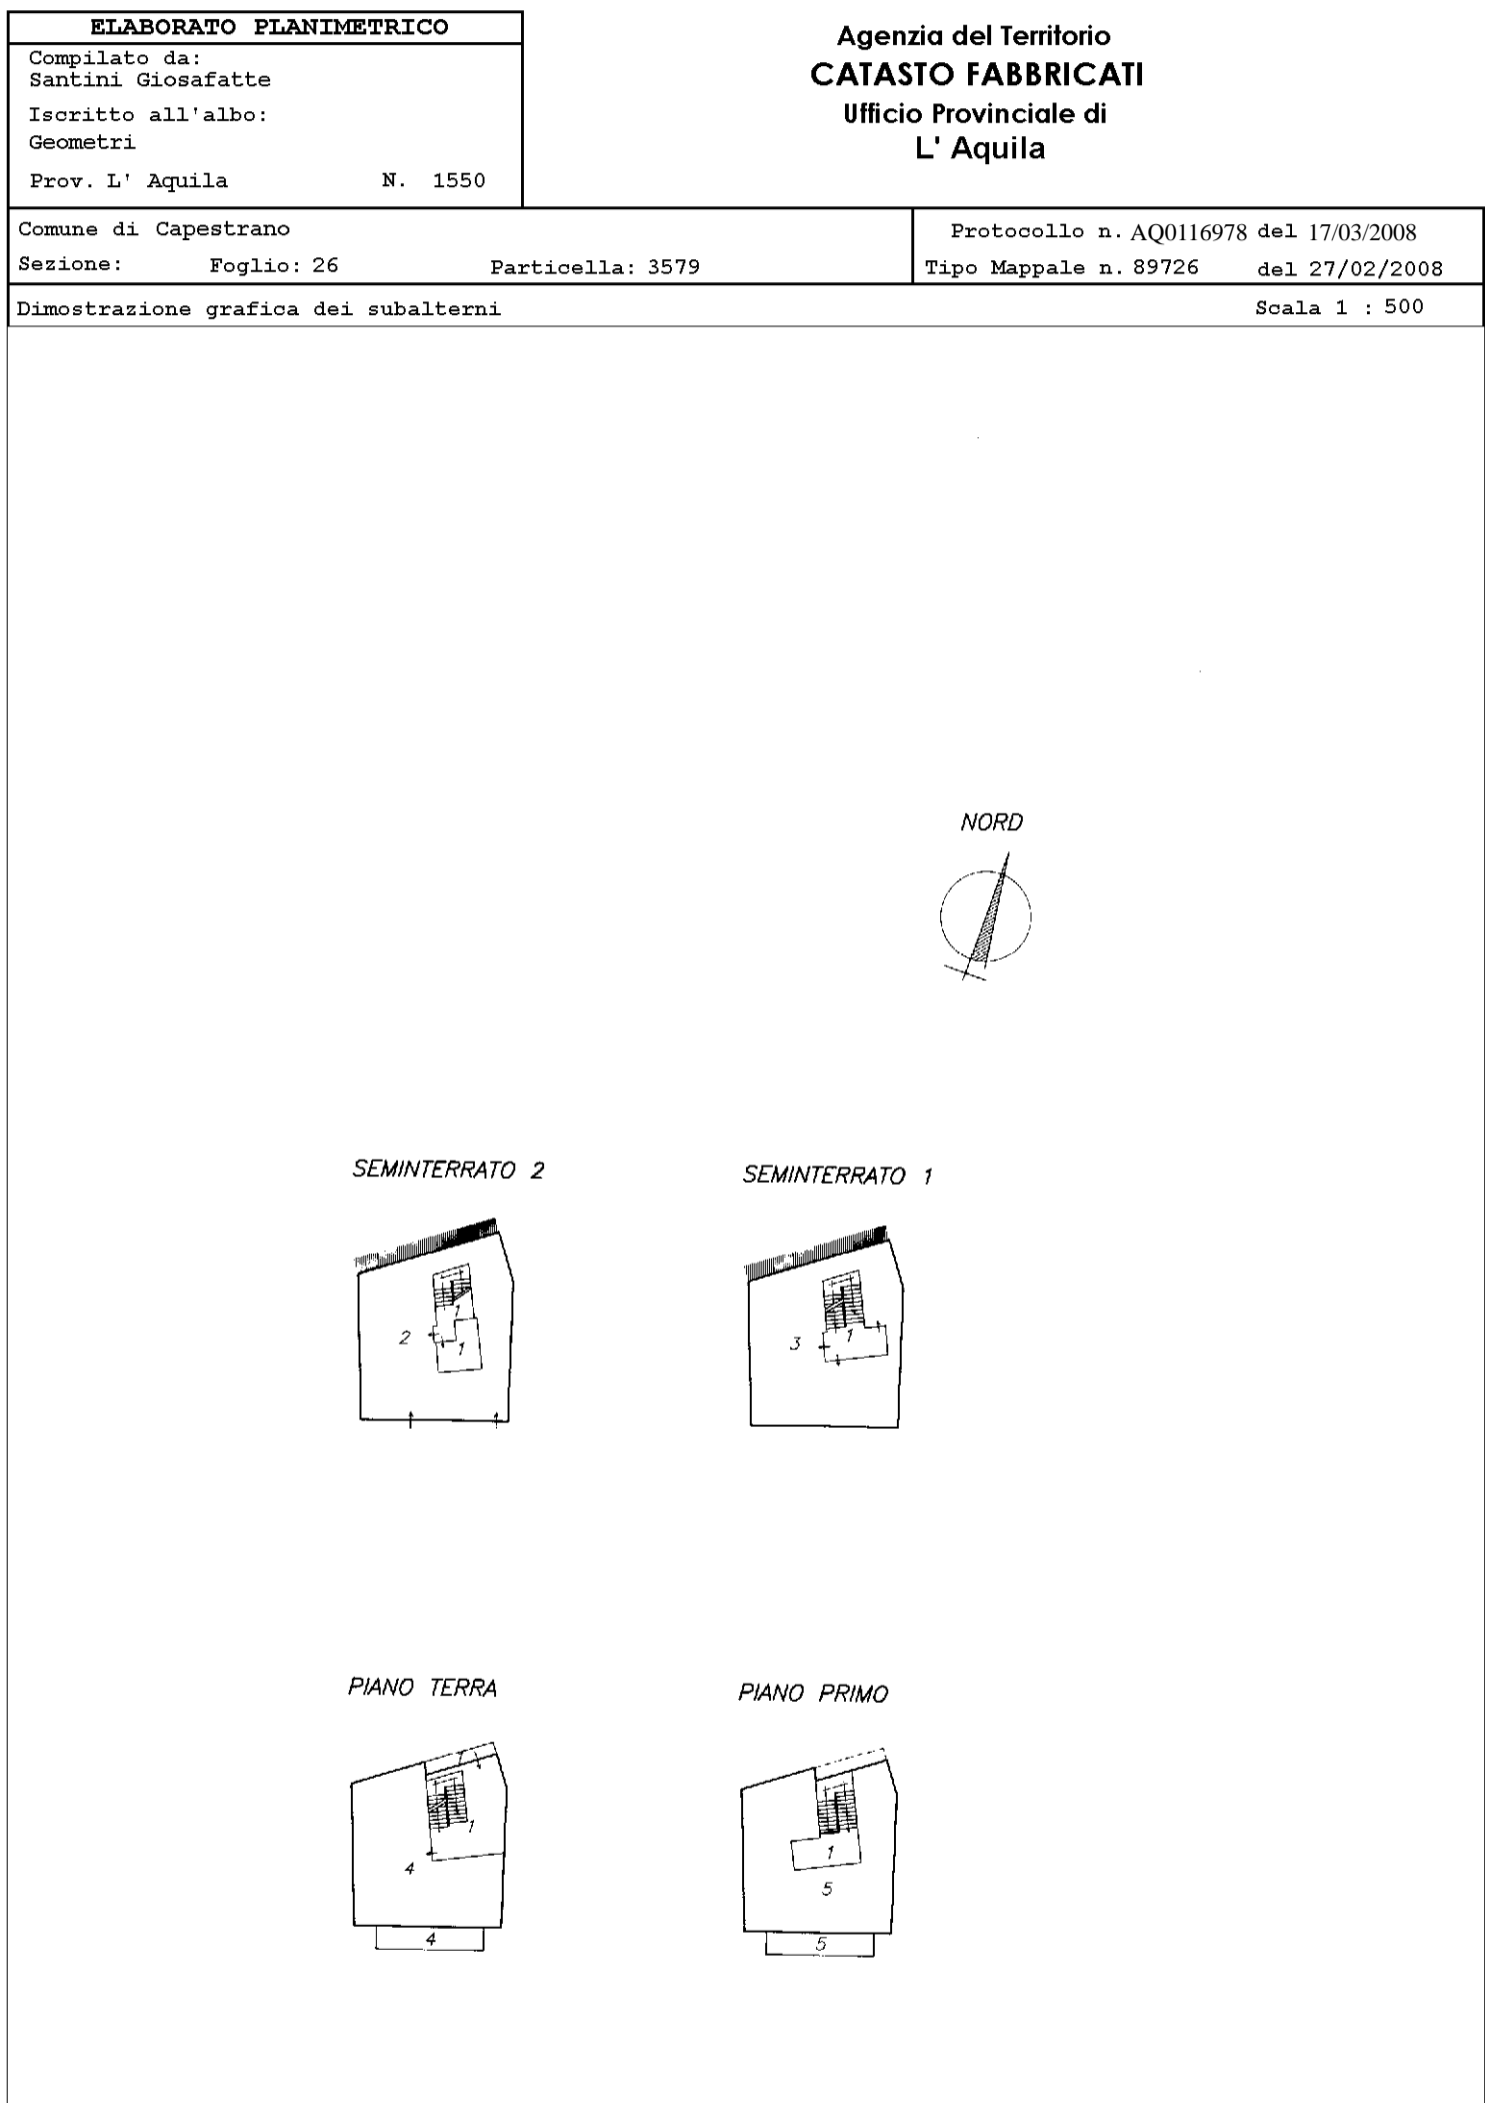 ELABORATO PLANIMETRICO
Compilato da:
Santini Giosafatte
Iscritto all'albo:
Geometri
Prov. L' Aquila N. 1550
Agenzia del Territorio
CATASTO FABBRICATI
Ufficio Provinciale di
L' Aquila
Comune di Capestrano
Sezione: Foglio: 26 Particella: 3579
Protocollo n. AQ0116978 del 17/03/2008
Tipo Mappale n. 89726 del 27/02/2008
Dimostrazione grafica dei subalterni Scala 1 : 500
NORD
SEMINTERRATO 2
1
2
1
SEMINTERRATO 1
3
1
PIANO TERRA
1
1
4
4
PIANO PRIMO
1
5
5